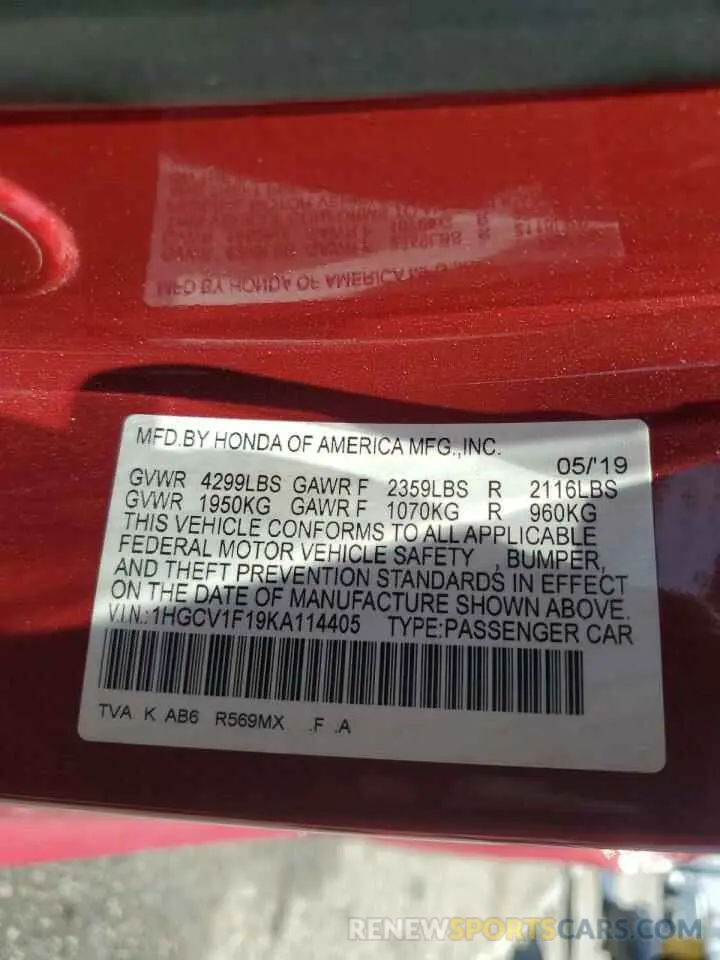 MFD.BY HONDA OF AMERICA MFG.,INC.
05/'19
GVWR 4299LBS GAWR F 2359LBS R 2116LBS
GVWR 1950KG GAWR F 1070KG R 960KG
THIS VEHICLE CONFORMS TO ALL APPLICABLE
FEDERAL MOTOR VEHICLE SAFETY , BUMPER,
AND THEFT PREVENTION STANDARDS IN EFFECT
ON THE DATE OF MANUFACTURE SHOWN ABOVE.
V.I.N.:1HGCV1F19KA114405 TYPE:PASSENGER CAR
TVA K AB6 R569MX .F .A
RENEWSPORTSCARS.COM